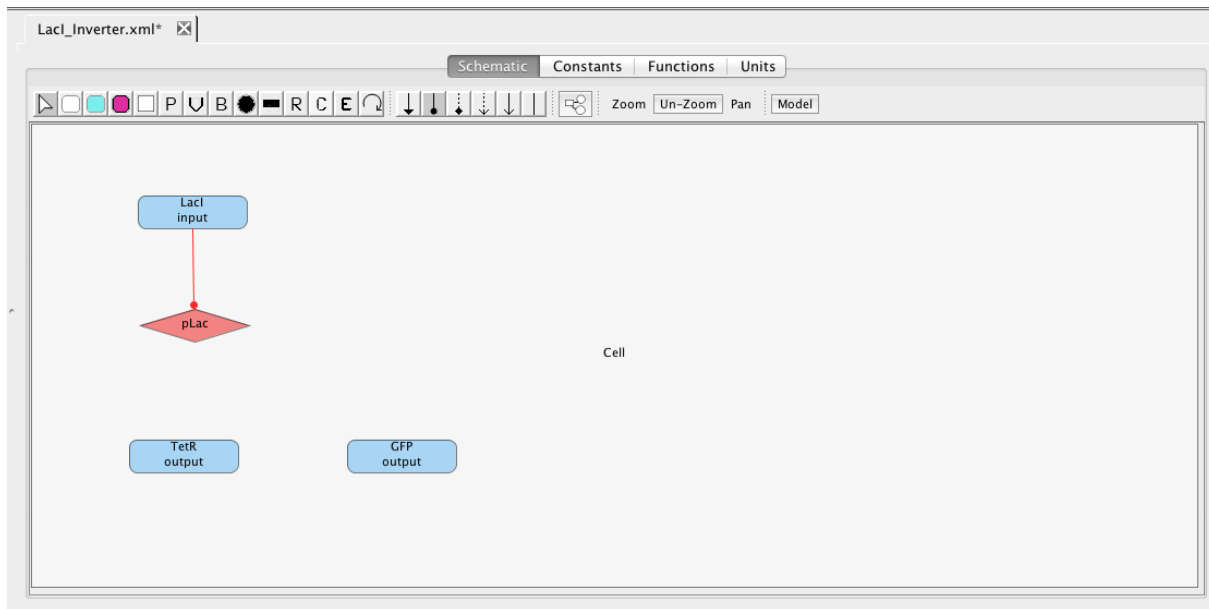 LacI_Inverter.xml*
Schematic Constants Functions Units
P V B R C E Zoom Un-Zoom Pan Model
LacI
input
pLac
Cell
TetR
output
GFP
output